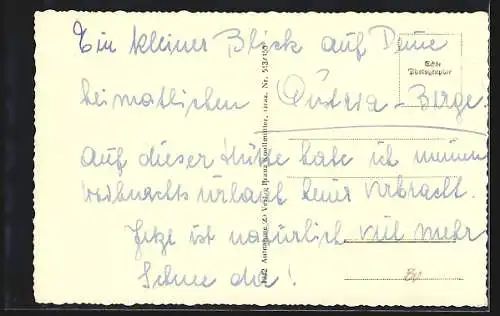 Ein kleiner Blick auf Deine
heimatlichen Austria-Berge
auf dieser Hütte habe ich meinen
Weihnachtsurlaub heuer verbracht.
Jetzt ist natürlich viel mehr
Schnee da!
Echte
Photographie